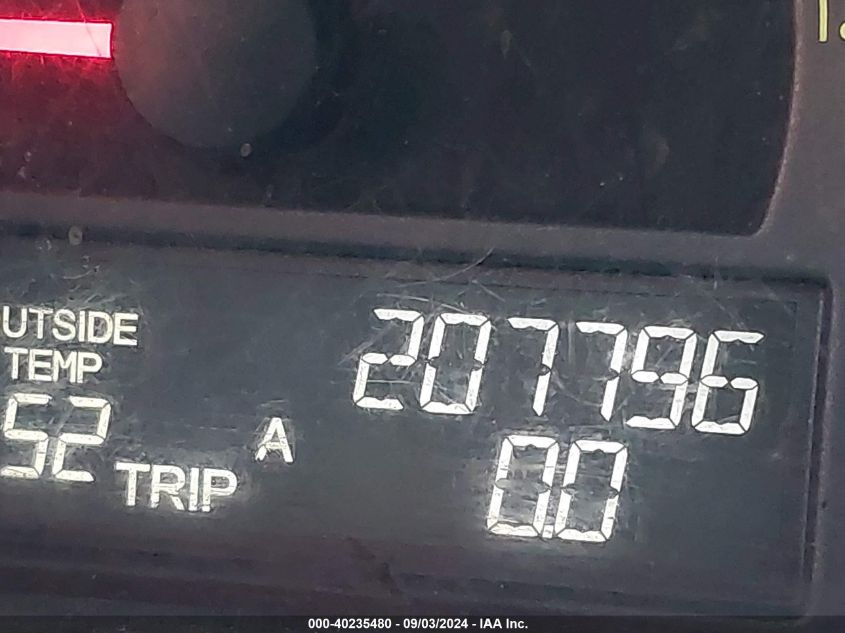 UTSIDE
TEMP
52
207796
TRIP A
0.0
000-40235480 - 09/03/2024 - IAA Inc.